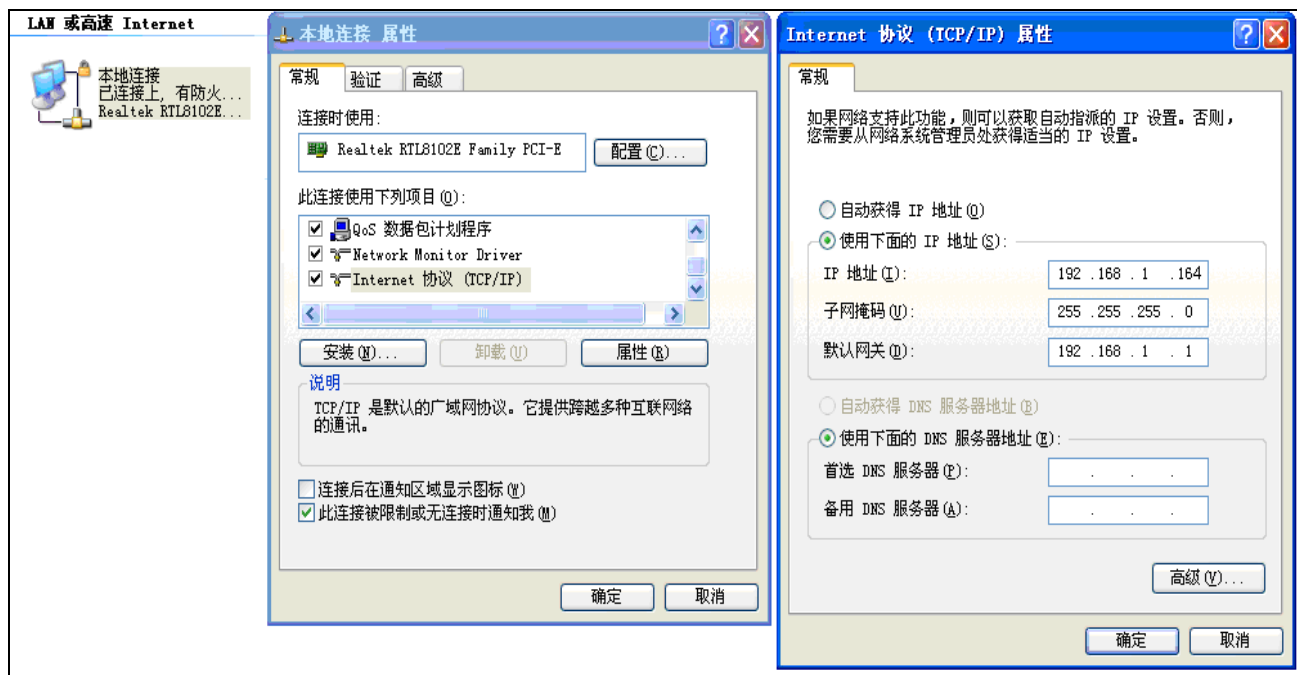 LAN 或高速 Internet
本地连接
已连接上, 有防火...
Realtek RTL8102E...
本地连接 属性
常规 验证 高级
连接时使用:
Realtek RTL8102E Family PCI-E
配置(C)...
此连接使用下列项目(O):
QoS 数据包计划程序
Network Monitor Driver
Internet 协议 (TCP/IP)
安装(N)... 卸载(U) 属性(R)
说明
TCP/IP 是默认的广域网协议。它提供跨越多种互联网络
的通讯。
连接后在通知区域显示图标(W)
此连接被限制或无连接时通知我(M)
确定 取消
Internet 协议 (TCP/IP) 属性
常规
如果网络支持此功能,则可以获取自动指派的 IP 设置。否则,
您需要从网络系统管理员处获得适当的 IP 设置。
自动获得 IP 地址(O)
使用下面的 IP 地址(S):
IP 地址(I): 192 .168 .1 .164
子网掩码(U): 255 .255 .255 . 0
默认网关(D): 192 .168 .1 . 1
自动获得 DNS 服务器地址(B)
使用下面的 DNS 服务器地址(E):
首选 DNS 服务器(P): . . .
备用 DNS 服务器(A): . . .
高级(V)...
确定 取消